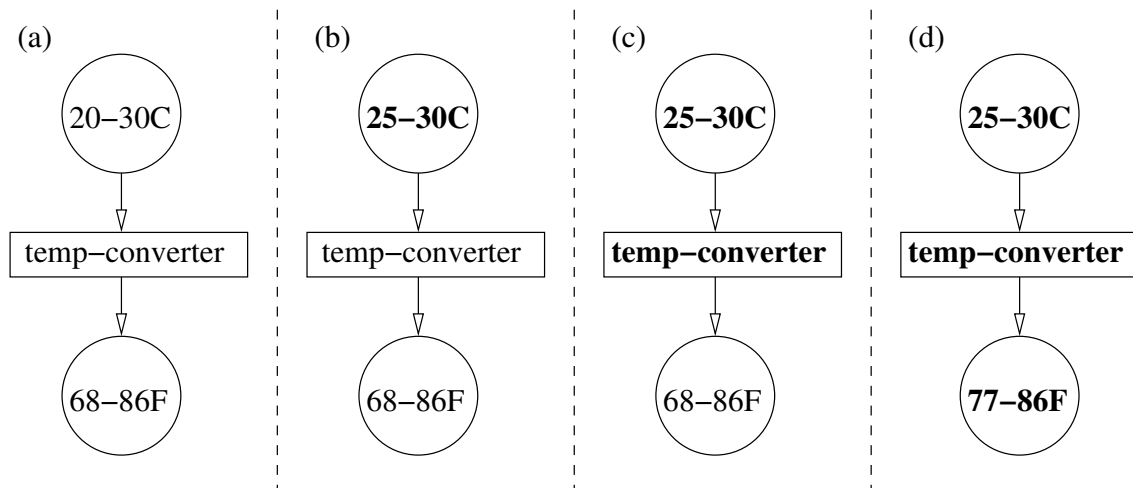 (a)
20−30C
temp−converter
68−86F
(b)
25−30C
temp−converter
68−86F
(c)
25−30C
temp−converter
68−86F
(d)
25−30C
temp−converter
77−86F